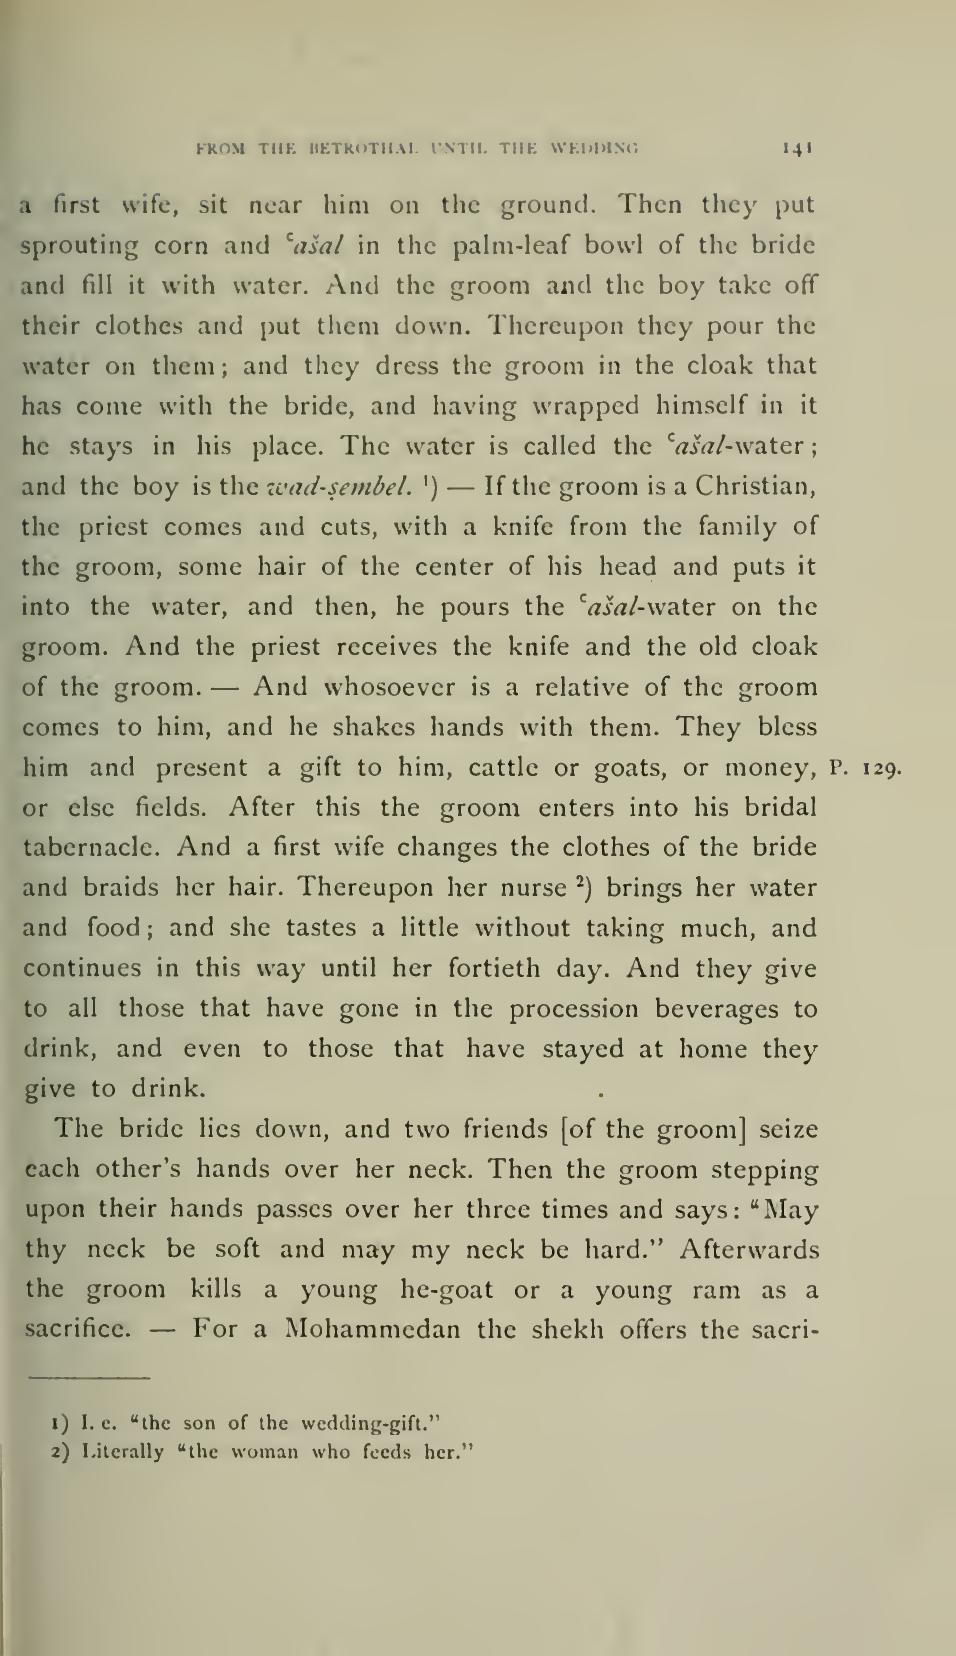 FROM THE BETROTHAL UNTIL THE WEDDING 141
a first wife, sit near him on the ground. Then they put
sprouting corn and ʿašal in the palm-leaf bowl of the bride
and fill it with water. And the groom and the boy take off
their clothes and put them down. Thereupon they pour the
water on them; and they dress the groom in the cloak that
has come with the bride, and having wrapped himself in it
he stays in his place. The water is called the ʿašal-water;
and the boy is the wad-ṣembel. ¹) — If the groom is a Christian,
the priest comes and cuts, with a knife from the family of
the groom, some hair of the center of his head and puts it
into the water, and then, he pours the ʿašal-water on the
groom. And the priest receives the knife and the old cloak
of the groom. — And whosoever is a relative of the groom
comes to him, and he shakes hands with them. They bless
him and present a gift to him, cattle or goats, or money, P. 129.
or else fields. After this the groom enters into his bridal
tabernacle. And a first wife changes the clothes of the bride
and braids her hair. Thereupon her nurse ²) brings her water
and food; and she tastes a little without taking much, and
continues in this way until her fortieth day. And they give
to all those that have gone in the procession beverages to
drink, and even to those that have stayed at home they
give to drink.
The bride lies down, and two friends [of the groom] seize
each other's hands over her neck. Then the groom stepping
upon their hands passes over her three times and says: “May
thy neck be soft and may my neck be hard.” Afterwards
the groom kills a young he-goat or a young ram as a
sacrifice. — For a Mohammedan the shekh offers the sacri-
1) I. e. “the son of the wedding-gift.”
2) Literally “the woman who feeds her.”